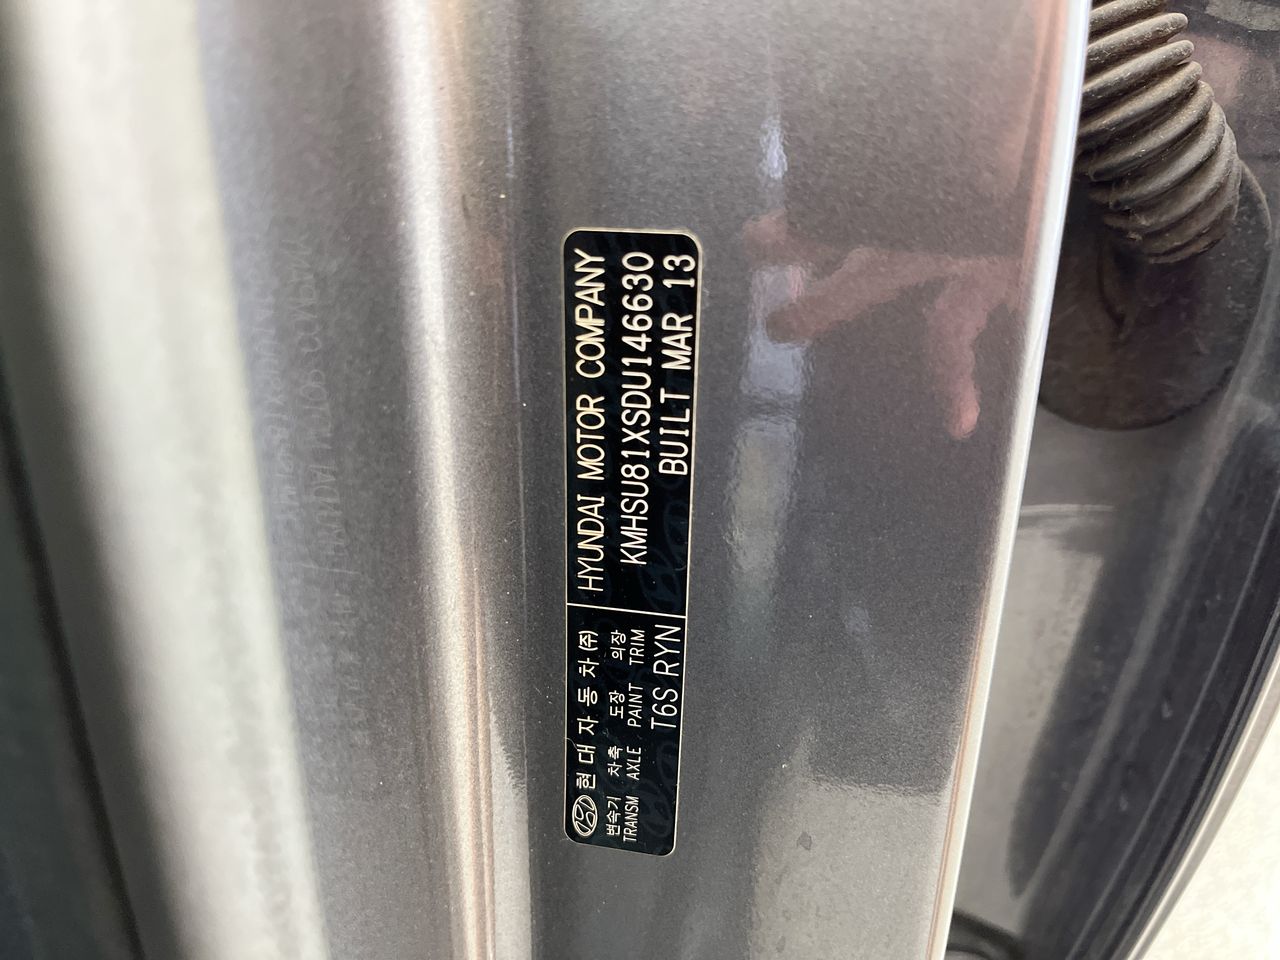 현대자동차(주)
변속기 차축 도장 의장
TRANSM AXLE PAINT TRIM
T6S RYN
HYUNDAI MOTOR COMPANY
KMHSU81XSDU146630
BUILT MAR 13